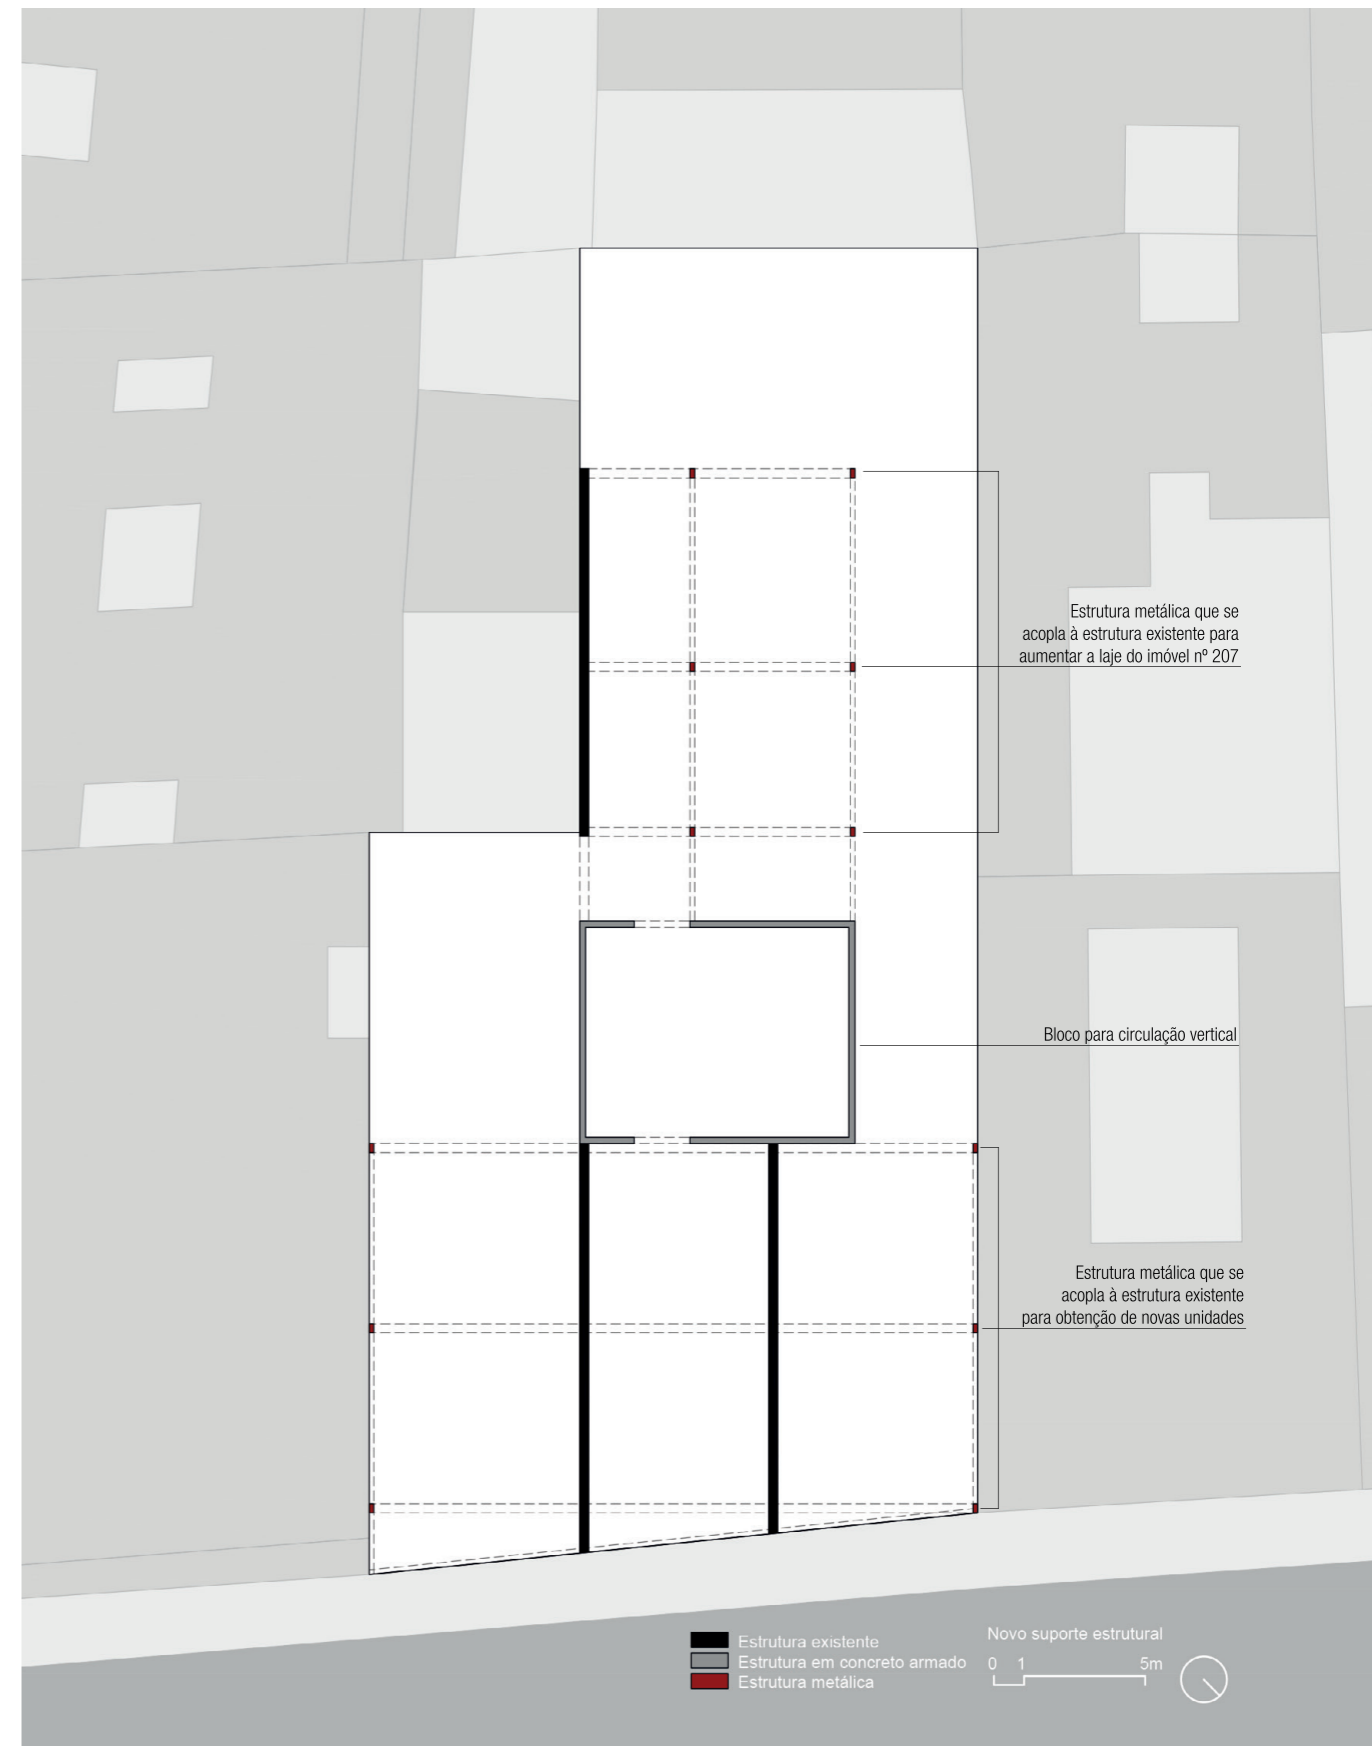 Estrutura metálica que se
acopla à estrutura existente para
aumentar a laje do imóvel nº 207
Bloco para circulação vertical
Estrutura metálica que se
acopla à estrutura existente
para obtenção de novas unidades
Estrutura existente
Estrutura em concreto armado
Estrutura metálica
Novo suporte estrutural
0 1 5m